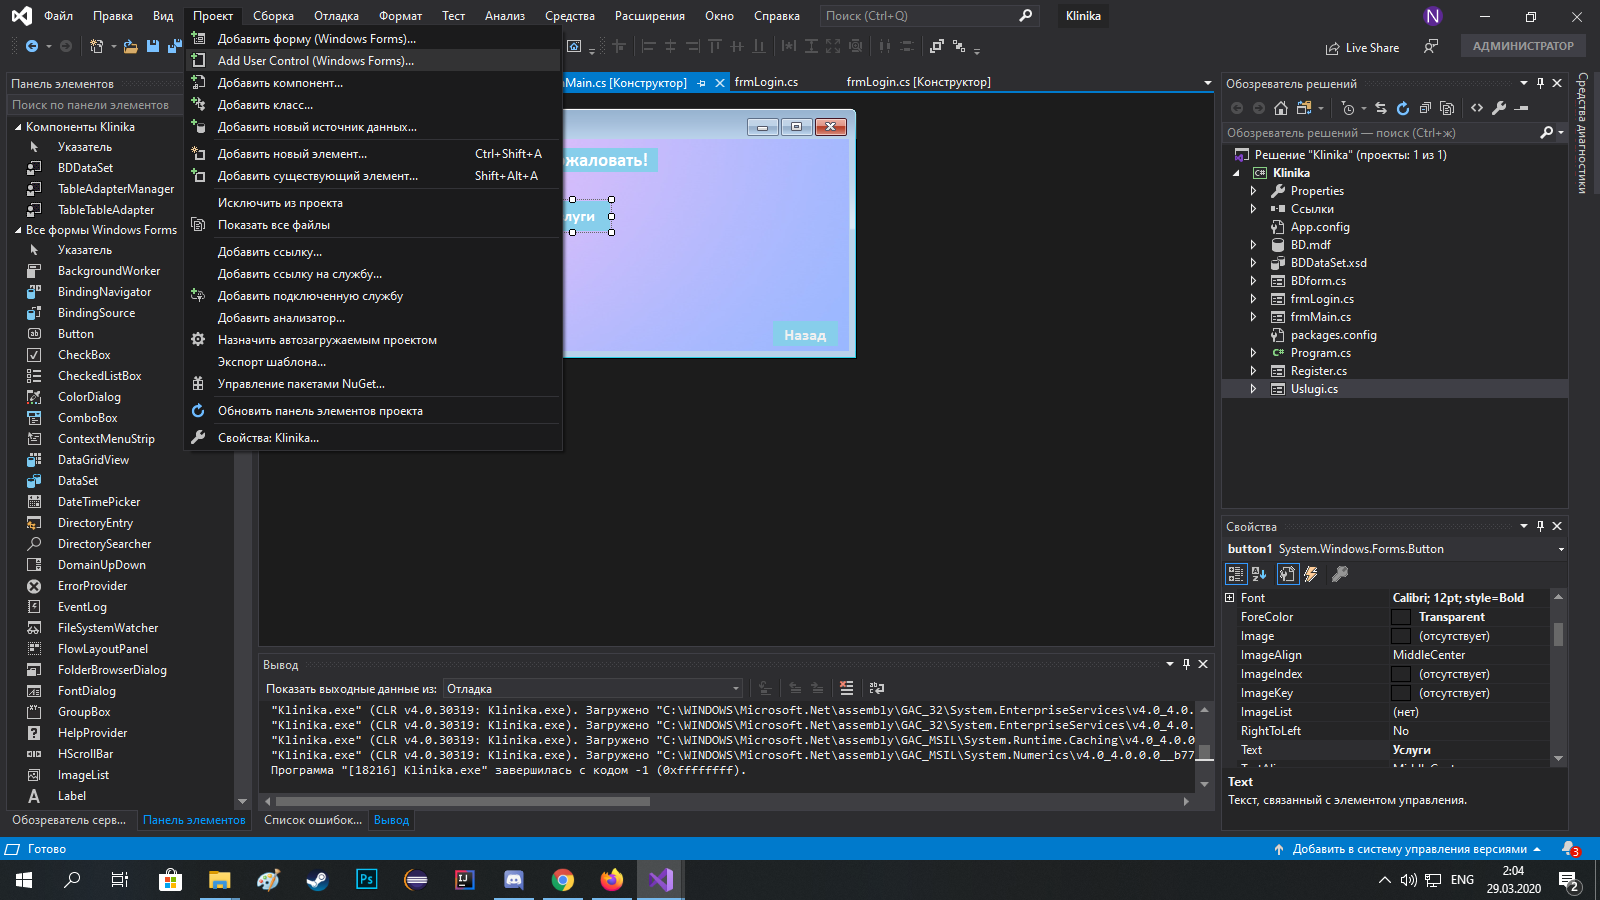 Файл Правка Вид Проект Сборка Отладка Формат Тест Анализ Средства Расширения Окно Справка Поиск (Ctrl+Q) Klinika N
Live Share АДМИНИСТРАТОР
Добавить форму (Windows Forms)...
Add User Control (Windows Forms)...
Добавить компонент...
Добавить класс...
Добавить новый источник данных...
Добавить новый элемент... Ctrl+Shift+A
Добавить существующий элемент... Shift+Alt+A
Исключить из проекта
Показать все файлы
Добавить ссылку...
Добавить ссылку на службу...
Добавить подключенную службу
Добавить анализатор...
Назначить автозагружаемым проектом
Экспорт шаблона...
Управление пакетами NuGet...
Обновить панель элементов проекта
Свойства: Klinika...
Панель элементов
Поиск по панели элементов
Компоненты Klinika
Указатель
BDDataSet
TableAdapterManager
TableTableAdapter
Все формы Windows Forms
Указатель
BackgroundWorker
BindingNavigator
BindingSource
Button
CheckBox
CheckedListBox
ColorDialog
ComboBox
ContextMenuStrip
DataGridView
DataSet
DateTimePicker
DirectoryEntry
DirectorySearcher
DomainUpDown
ErrorProvider
EventLog
FileSystemWatcher
FlowLayoutPanel
FolderBrowserDialog
FontDialog
GroupBox
HelpProvider
HScrollBar
ImageList
Label
Обозреватель серв... Панель элементов
Main.cs [Конструктор] frmLogin.cs frmLogin.cs [Конструктор]
жаловать!
луги
Назад
Вывод
Показать выходные данные из: Отладка
"Klinika.exe" (CLR v4.0.30319: Klinika.exe). Загружено "C:\WINDOWS\Microsoft.Net\assembly\GAC_32\System.EnterpriseServices\v4.0_4.0.
"Klinika.exe" (CLR v4.0.30319: Klinika.exe). Загружено "C:\WINDOWS\Microsoft.Net\assembly\GAC_32\System.EnterpriseServices\v4.0_4.0.
"Klinika.exe" (CLR v4.0.30319: Klinika.exe). Загружено "C:\WINDOWS\Microsoft.Net\assembly\GAC_MSIL\System.Runtime.Caching\v4.0_4.0.0
"Klinika.exe" (CLR v4.0.30319: Klinika.exe). Загружено "C:\WINDOWS\Microsoft.Net\assembly\GAC_MSIL\System.Numerics\v4.0_4.0.0.0__b77
Программа "[18216] Klinika.exe" завершилась с кодом -1 (0xffffffff).
Список ошибок... Вывод
Обозреватель решений
Обозреватель решений — поиск (Ctrl+ж)
Решение "Klinika" (проекты: 1 из 1)
Klinika
Properties
Ссылки
App.config
BD.mdf
BDDataSet.xsd
BDform.cs
frmLogin.cs
frmMain.cs
packages.config
Program.cs
Register.cs
Uslugi.cs
Средства диагностики
Свойства
button1 System.Windows.Forms.Button
Font Calibri; 12pt; style=Bold
ForeColor Transparent
Image (отсутствует)
ImageAlign MiddleCenter
ImageIndex (отсутствует)
ImageKey (отсутствует)
ImageList (нет)
RightToLeft No
Text Услуги
Text
Текст, связанный с элементом управления.
Готово Добавить в систему управления версиями 3
Ps IJ ENG 2:04
29.03.2020 2